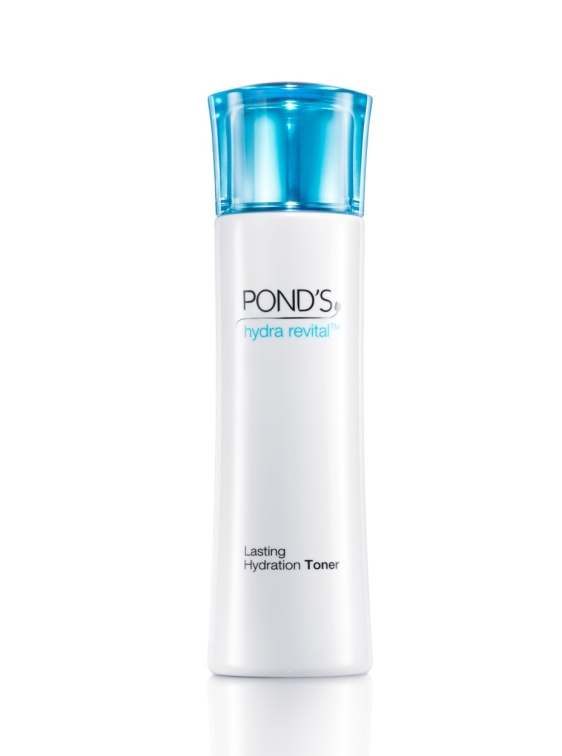 POND'S
hydra revital™
Lasting
Hydration Toner